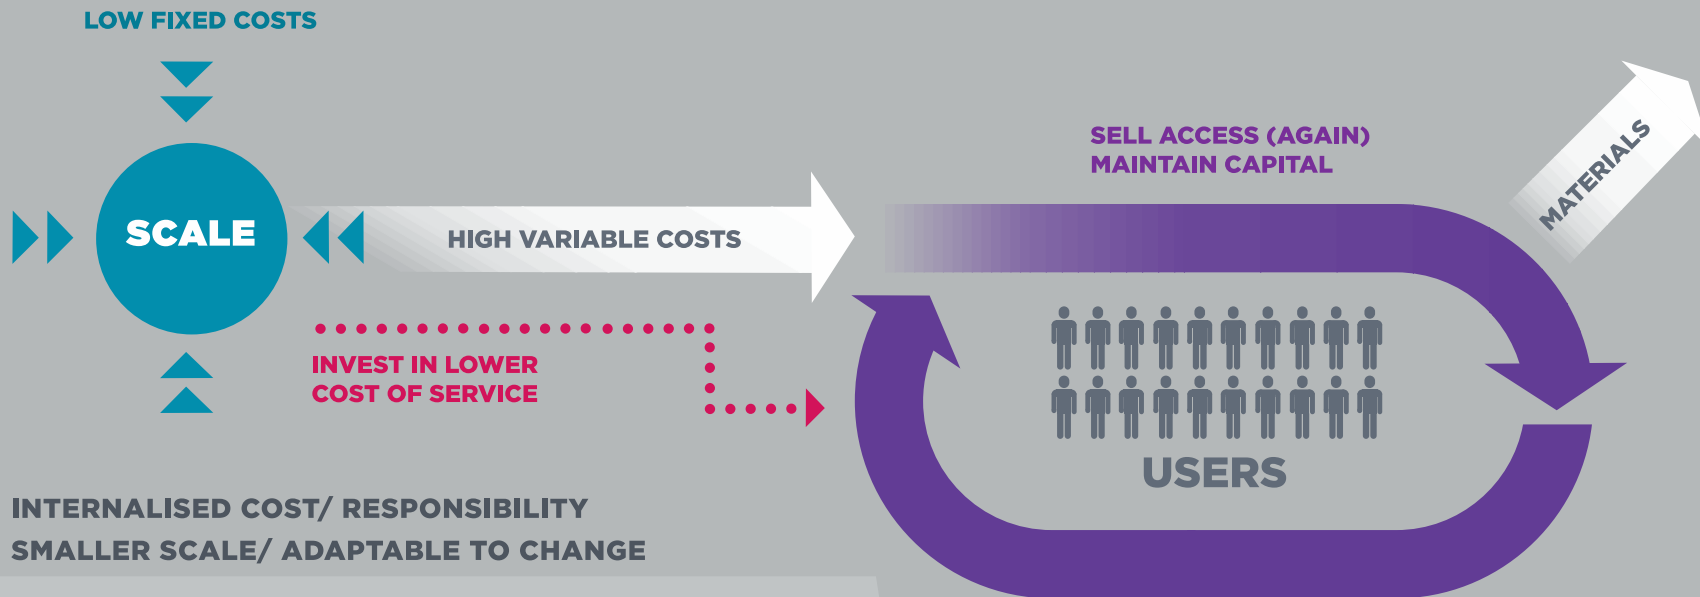 LOW FIXED COSTS
SCALE
HIGH VARIABLE COSTS
INVEST IN LOWER
COST OF SERVICE
SELL ACCESS (AGAIN)
MAINTAIN CAPITAL
MATERIALS
USERS
INTERNALISED COST/ RESPONSIBILITY
SMALLER SCALE/ ADAPTABLE TO CHANGE